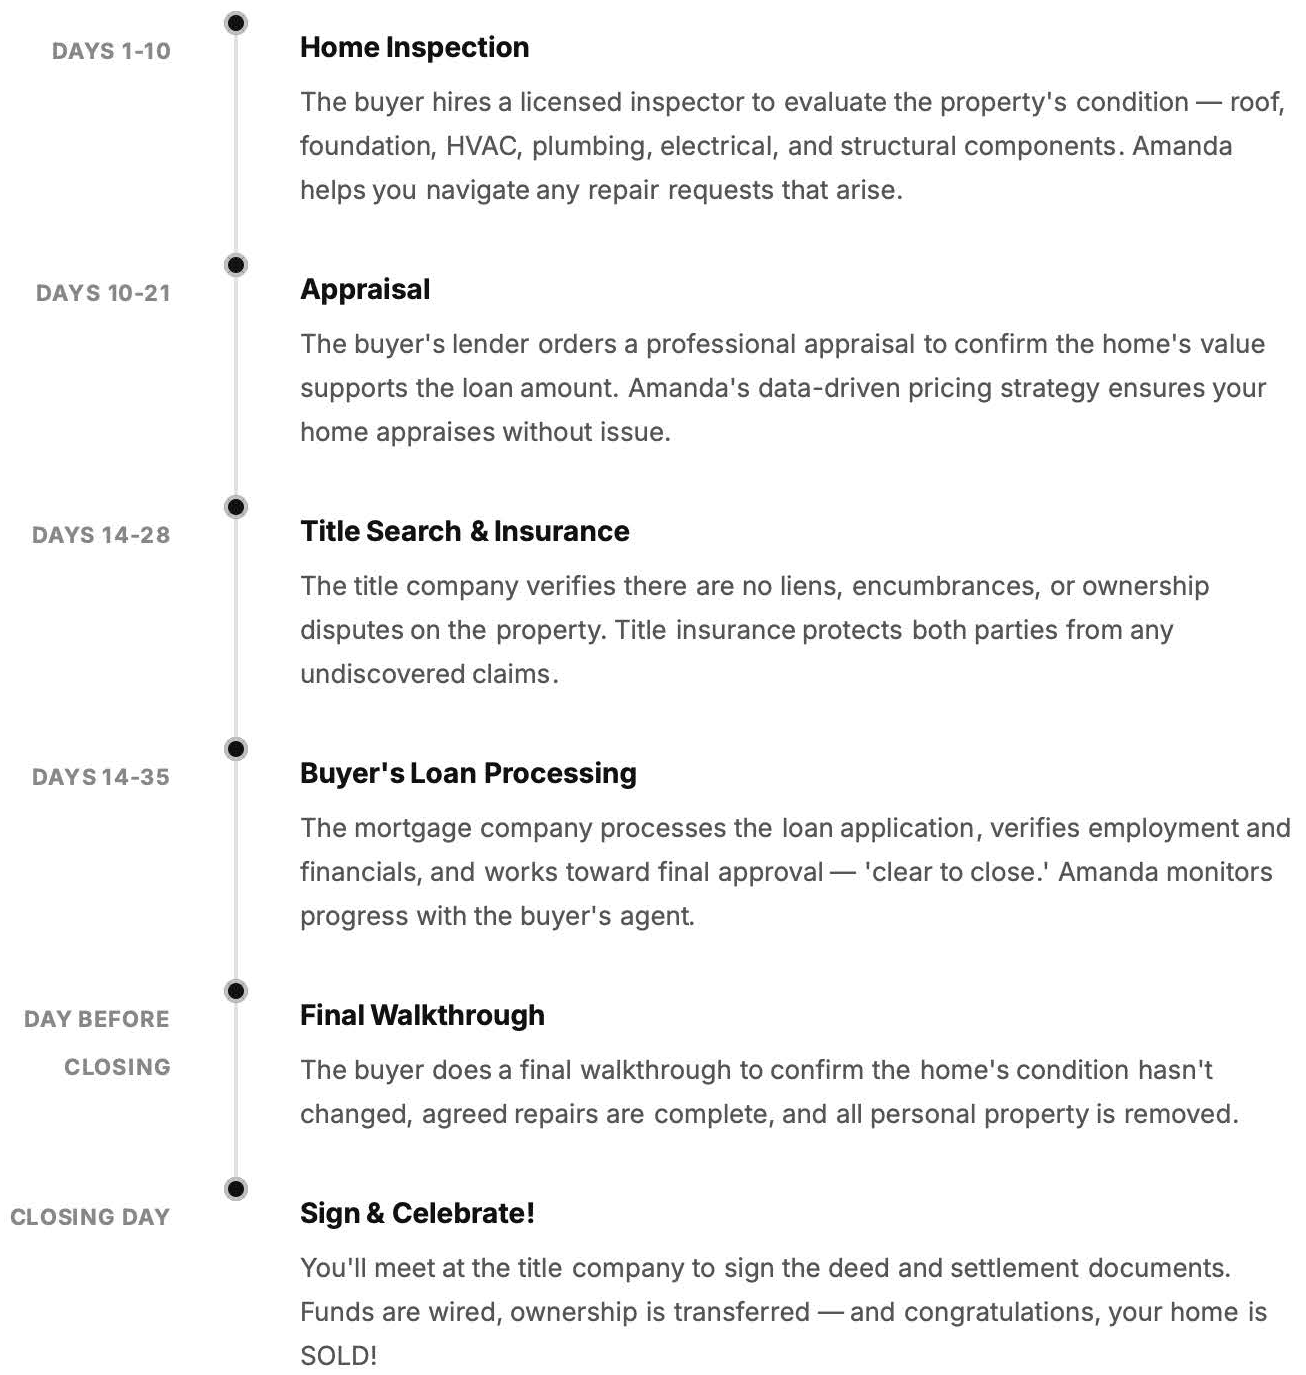 DAYS 1-10
Home Inspection
The buyer hires a licensed inspector to evaluate the property's condition — roof,
foundation, HVAC, plumbing, electrical, and structural components. Amanda
helps you navigate any repair requests that arise.
DAYS 10-21
Appraisal
The buyer's lender orders a professional appraisal to confirm the home's value
supports the loan amount. Amanda's data-driven pricing strategy ensures your
home appraises without issue.
DAYS 14-28
Title Search & Insurance
The title company verifies there are no liens, encumbrances, or ownership
disputes on the property. Title insurance protects both parties from any
undiscovered claims.
DAYS 14-35
Buyer's Loan Processing
The mortgage company processes the loan application, verifies employment and
financials, and works toward final approval — 'clear to close.' Amanda monitors
progress with the buyer's agent.
DAY BEFORE
CLOSING
Final Walkthrough
The buyer does a final walkthrough to confirm the home's condition hasn't
changed, agreed repairs are complete, and all personal property is removed.
CLOSING DAY
Sign & Celebrate!
You'll meet at the title company to sign the deed and settlement documents.
Funds are wired, ownership is transferred — and congratulations, your home is
SOLD!